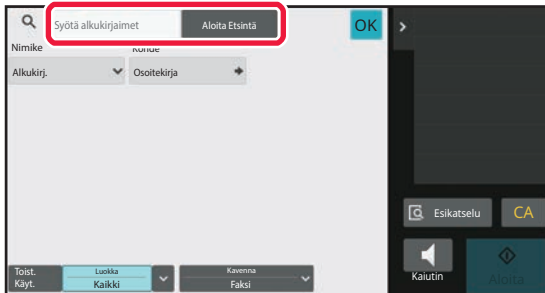 Syötä alkukirjaimet
Aloita Etsintä
OK
Nimike
Kohde
Alkukirj.
Osoitekirja
Esikatselu
CA
Kaiutin
Aloita
Toist.
Käyt.
Luokka
Kaikki
Kavenna
Faksi